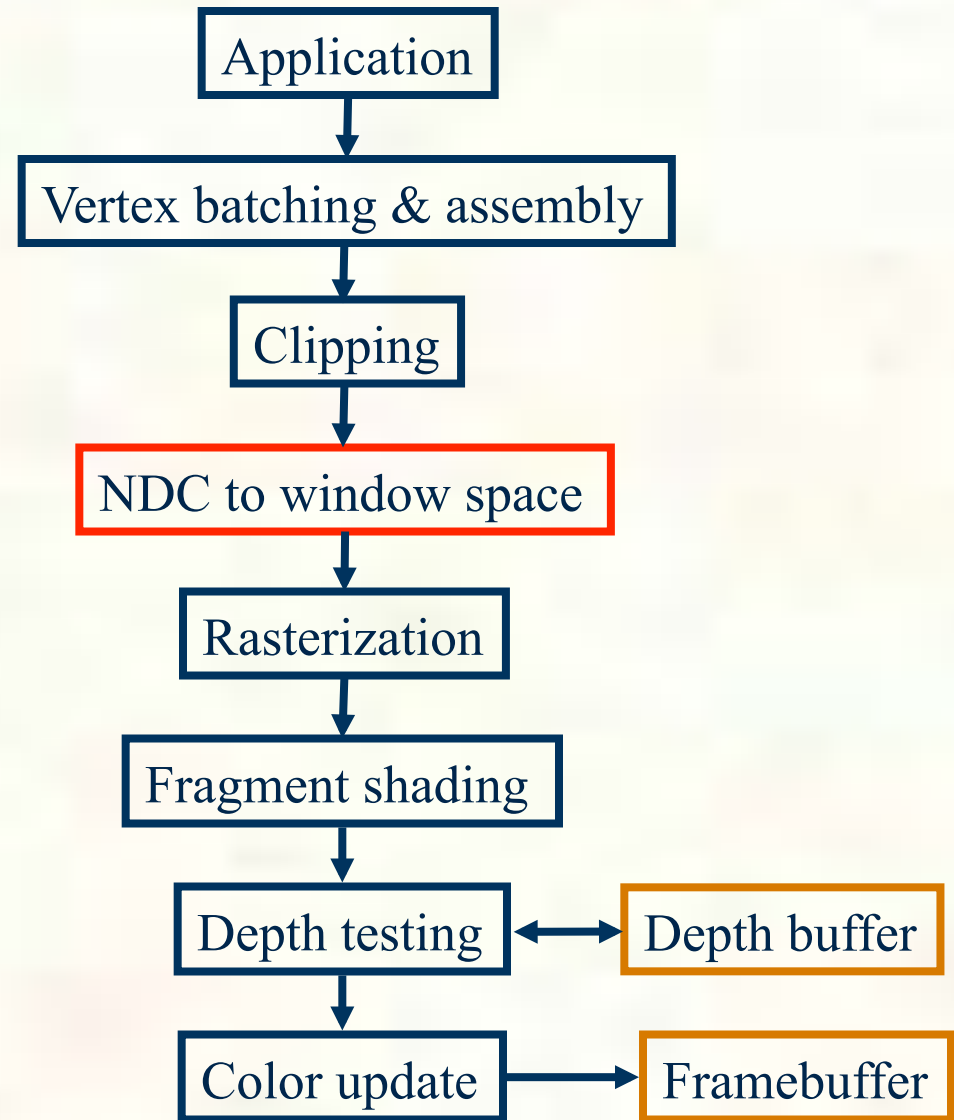 Application
Vertex batching & assembly
Clipping
NDC to window space
Rasterization
Fragment shading
Depth testing
Depth buffer
Color update
Framebuffer